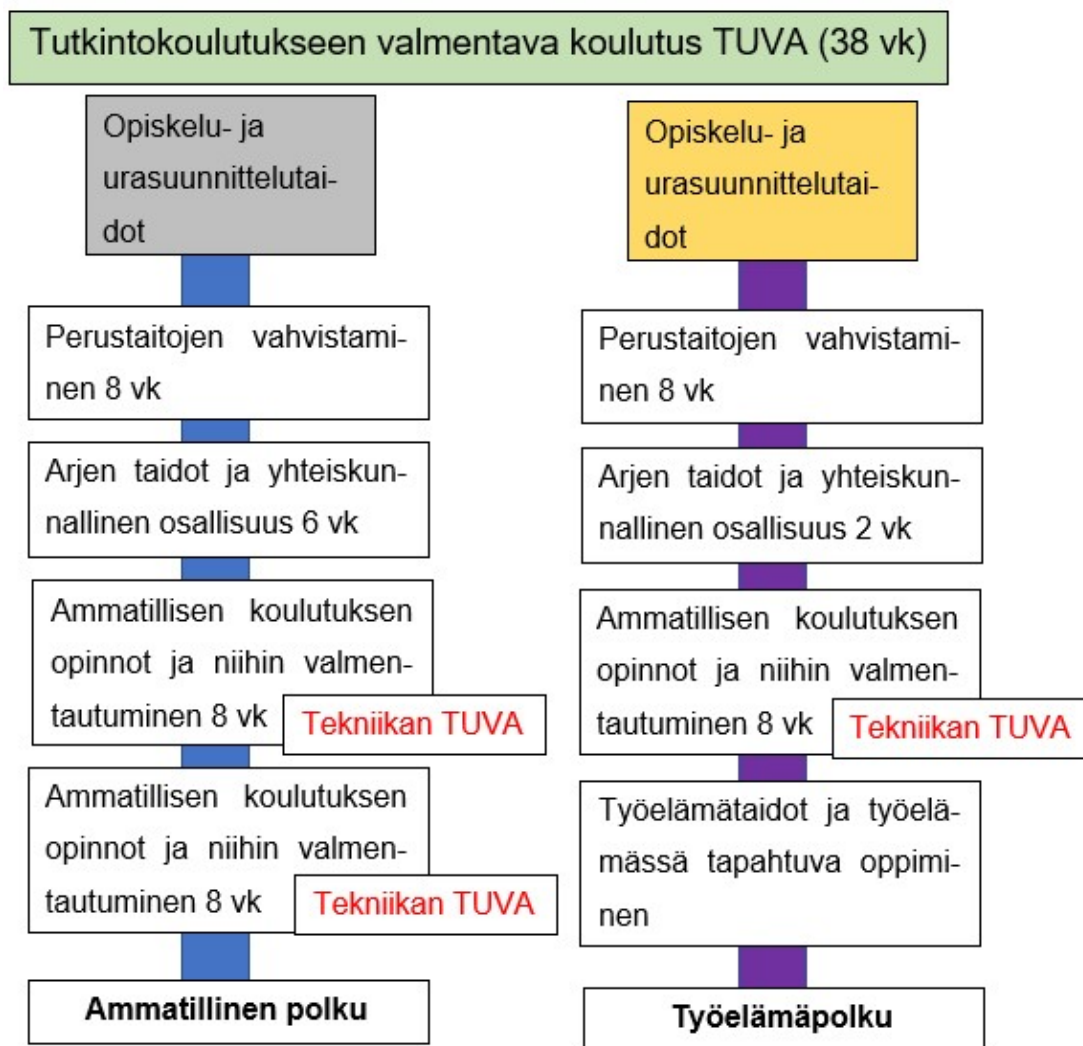 Tutkintokoulutukseen valmentava koulutus TUVA (38 vk)
Opiskelu- ja
urasuunnittelutai-
dot
Perustaitojen vahvistami-
nen 8 vk
Arjen taidot ja yhteiskun-
nallinen osallisuus 6 vk
Ammatillisen koulutuksen
opinnot ja niihin valmen-
tautuminen 8 vk
Tekniikan TUVA
Ammatillisen koulutuksen
opinnot ja niihin valmen-
tautuminen 8 vk
Tekniikan TUVA
Ammatillinen polku
Opiskelu- ja
urasuunnittelutai-
dot
Perustaitojen vahvistami-
nen 8 vk
Arjen taidot ja yhteiskun-
nallinen osallisuus 2 vk
Ammatillisen koulutuksen
opinnot ja niihin valmen-
tautuminen 8 vk
Tekniikan TUVA
Työelämätaidot ja työelä-
mässä tapahtuva oppimi-
nen
Työelämäpolku